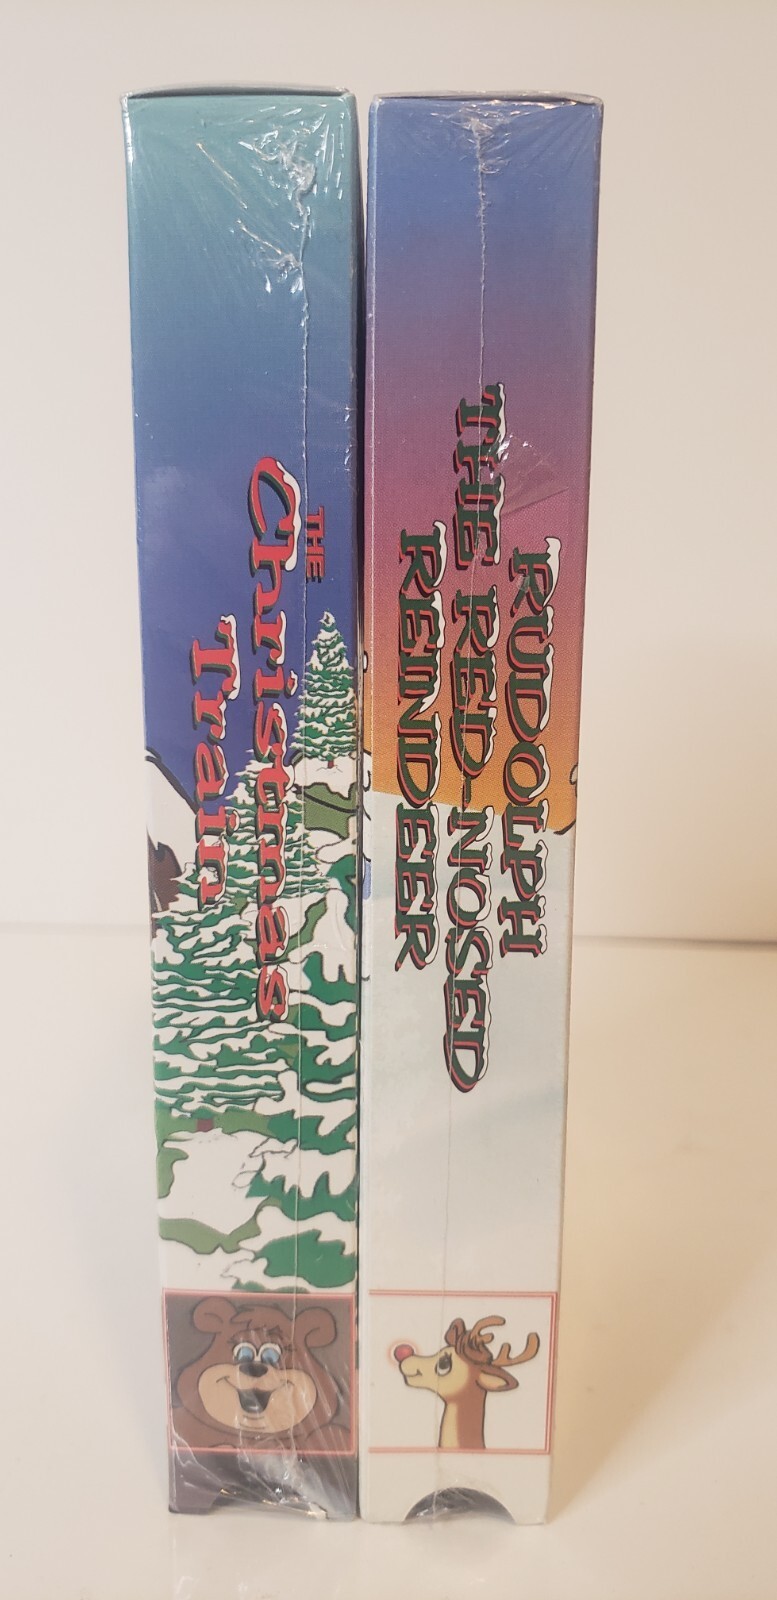 THE
Christmas
Train
RUDOLPH
THE RED-NOSED
REINDEER